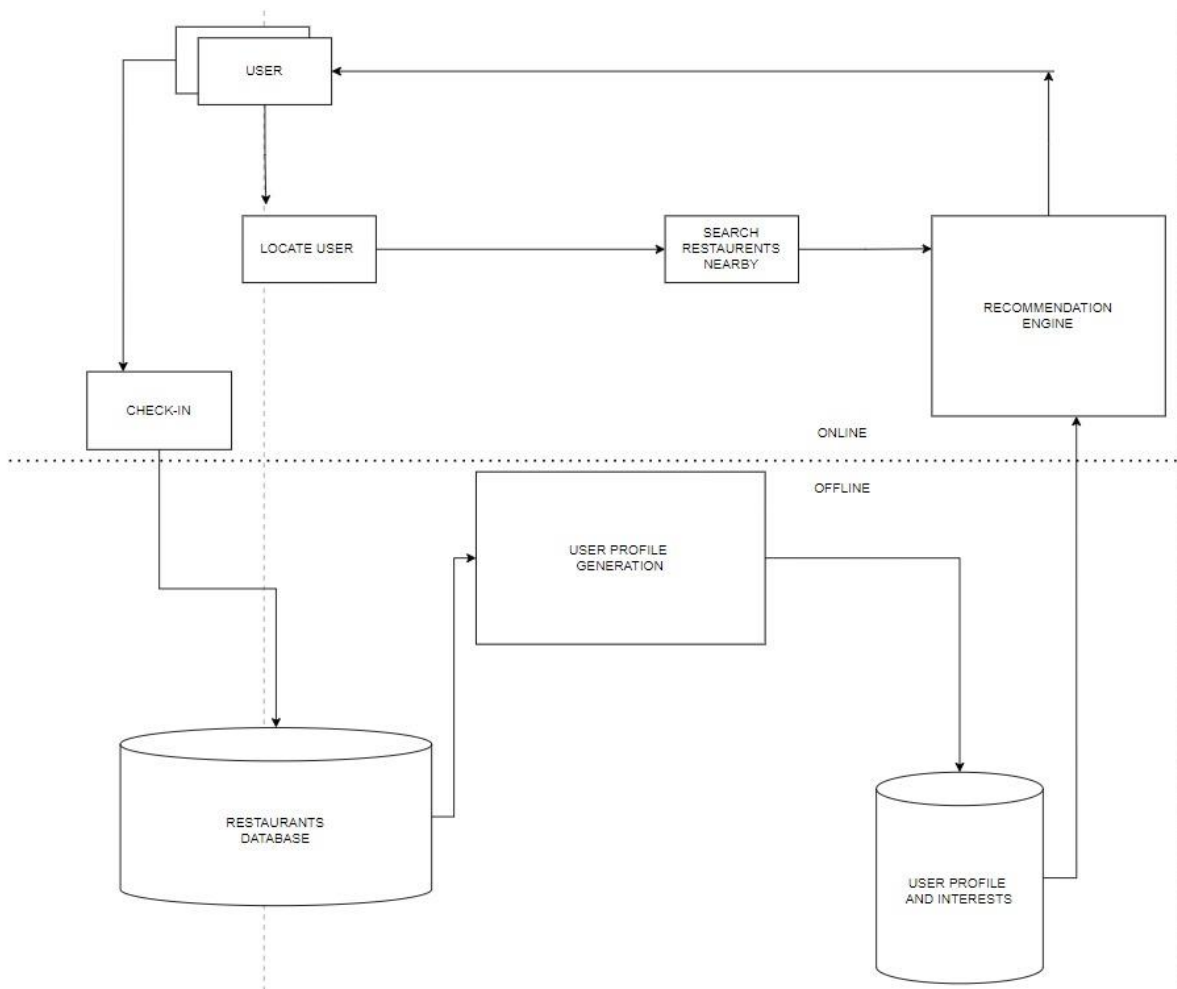 USER
LOCATE USER
SEARCH
RESTAURENTS
NEARBY
RECOMMENDATION
ENGINE
CHECK-IN
ONLINE
OFFLINE
USER PROFILE
GENERATION
RESTAURANTS
DATABASE
USER PROFILE
AND INTERESTS